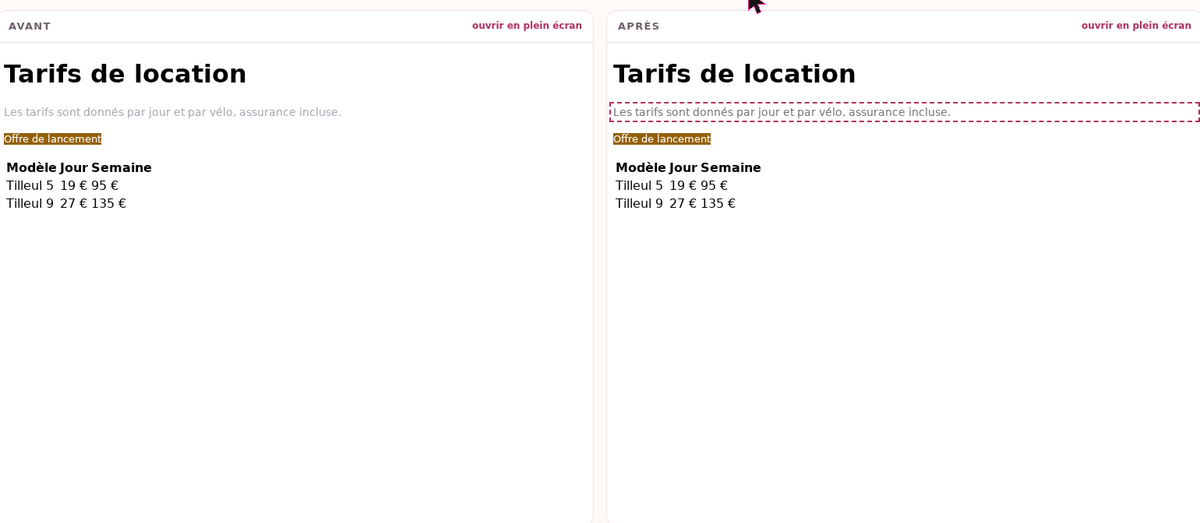 AVANT
ouvrir en plein écran
Tarifs de location
Les tarifs sont donnés par jour et par vélo, assurance incluse.
Offre de lancement
Modèle Jour Semaine
Tilleul 5 19 € 95 €
Tilleul 9 27 € 135 €
APRÈS
ouvrir en plein écran
Tarifs de location
Les tarifs sont donnés par jour et par vélo, assurance incluse.
Offre de lancement
Modèle Jour Semaine
Tilleul 5 19 € 95 €
Tilleul 9 27 € 135 €